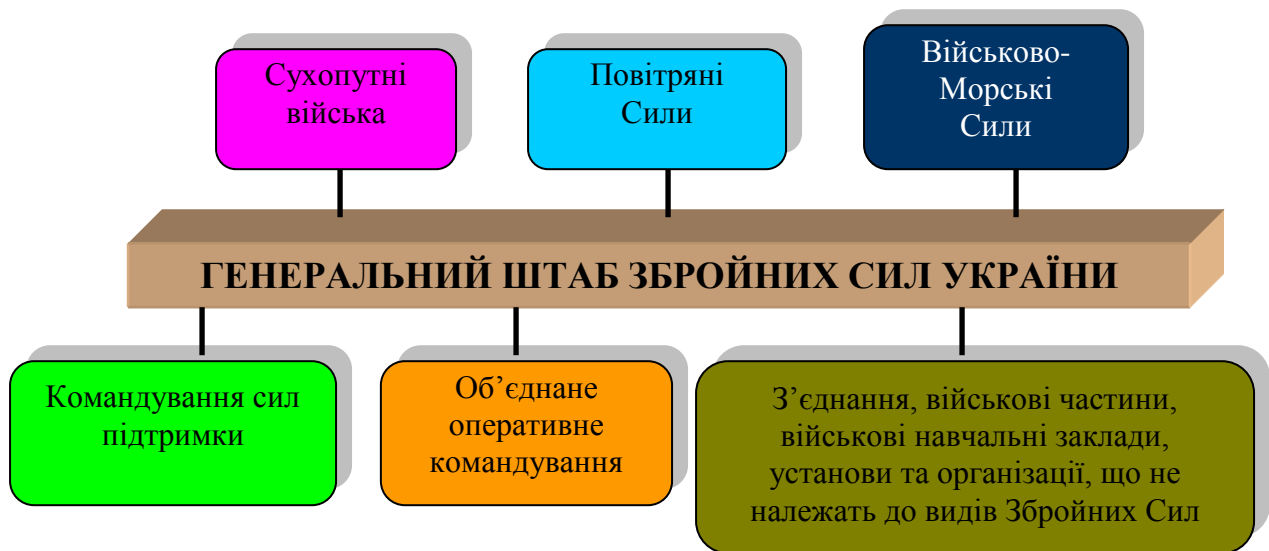 Сухопутні
війська
Повітряні
Сили
Військово-
Морські
Сили
ГЕНЕРАЛЬНИЙ ШТАБ ЗБРОЙНИХ СИЛ УКРАЇНИ
Командування сил
підтримки
Об’єднане
оперативне
командування
З’єднання, військові частини,
військові навчальні заклади,
установи та організації, що не
належать до видів Збройних Сил